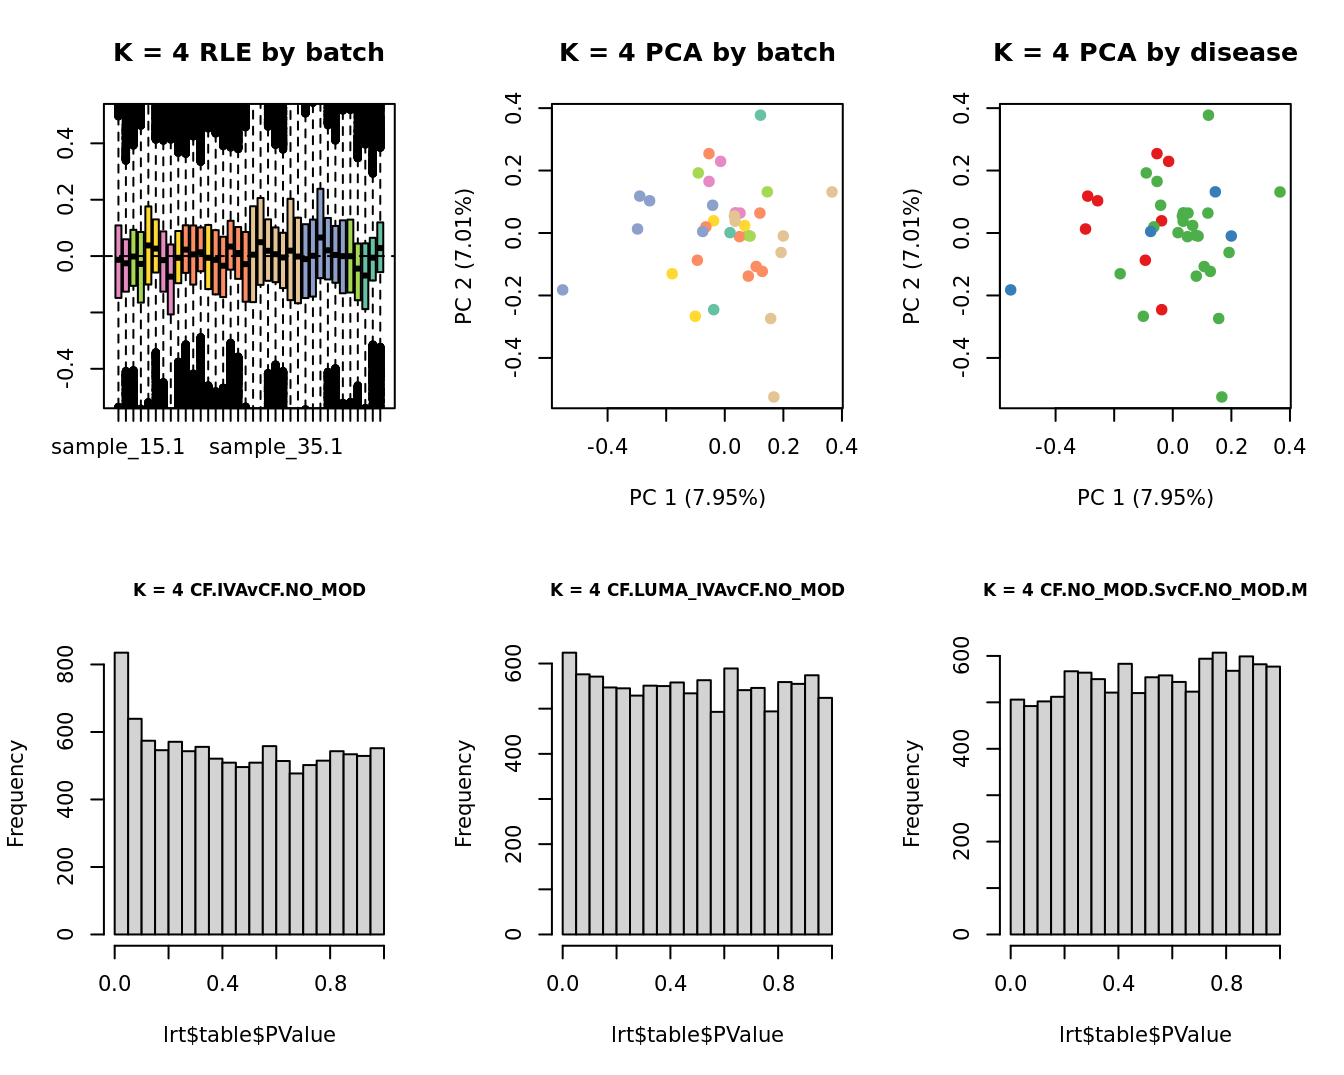 K = 4 RLE by batch
0.4
0.2
0.0
-0.4
sample_15.1 sample_35.1
K = 4 PCA by batch
PC 2 (7.01%)
0.4
0.2
0.0
-0.2
-0.4
-0.4 0.0 0.2 0.4
PC 1 (7.95%)
K = 4 PCA by disease
PC 2 (7.01%)
0.4
0.2
0.0
-0.2
-0.4
-0.4 0.0 0.2 0.4
PC 1 (7.95%)
K = 4 CF.IVAvCF.NO_MOD
Frequency
800
600
400
200
0
0.0 0.4 0.8
lrt$table$PValue
K = 4 CF.LUMA_IVAvCF.NO_MOD
Frequency
600
400
200
0
0.0 0.4 0.8
lrt$table$PValue
K = 4 CF.NO_MOD.SvCF.NO_MOD.M
Frequency
600
400
200
0
0.0 0.4 0.8
lrt$table$PValue